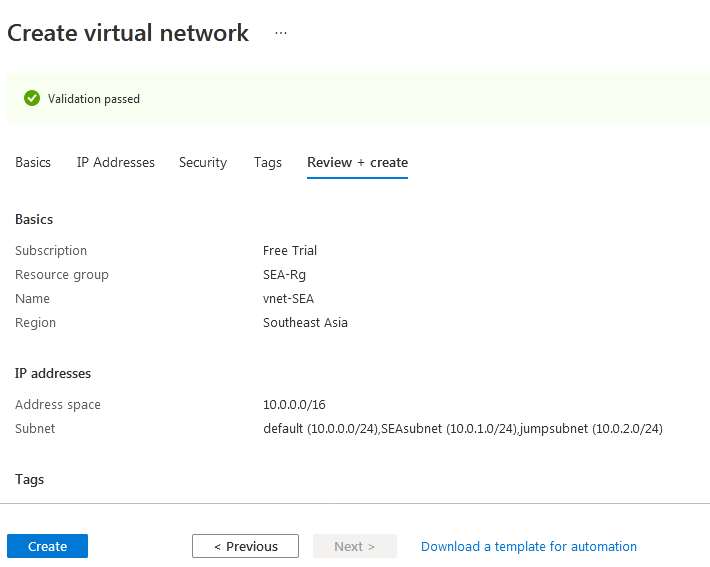 Create virtual network ...
Validation passed
Basics IP Addresses Security Tags Review + create
Basics
Subscription Free Trial
Resource group SEA-Rg
Name vnet-SEA
Region Southeast Asia
IP addresses
Address space 10.0.0.0/16
Subnet default (10.0.0.0/24),SEAsubnet (10.0.1.0/24),jumpsubnet (10.0.2.0/24)
Tags
Create < Previous Next > Download a template for automation